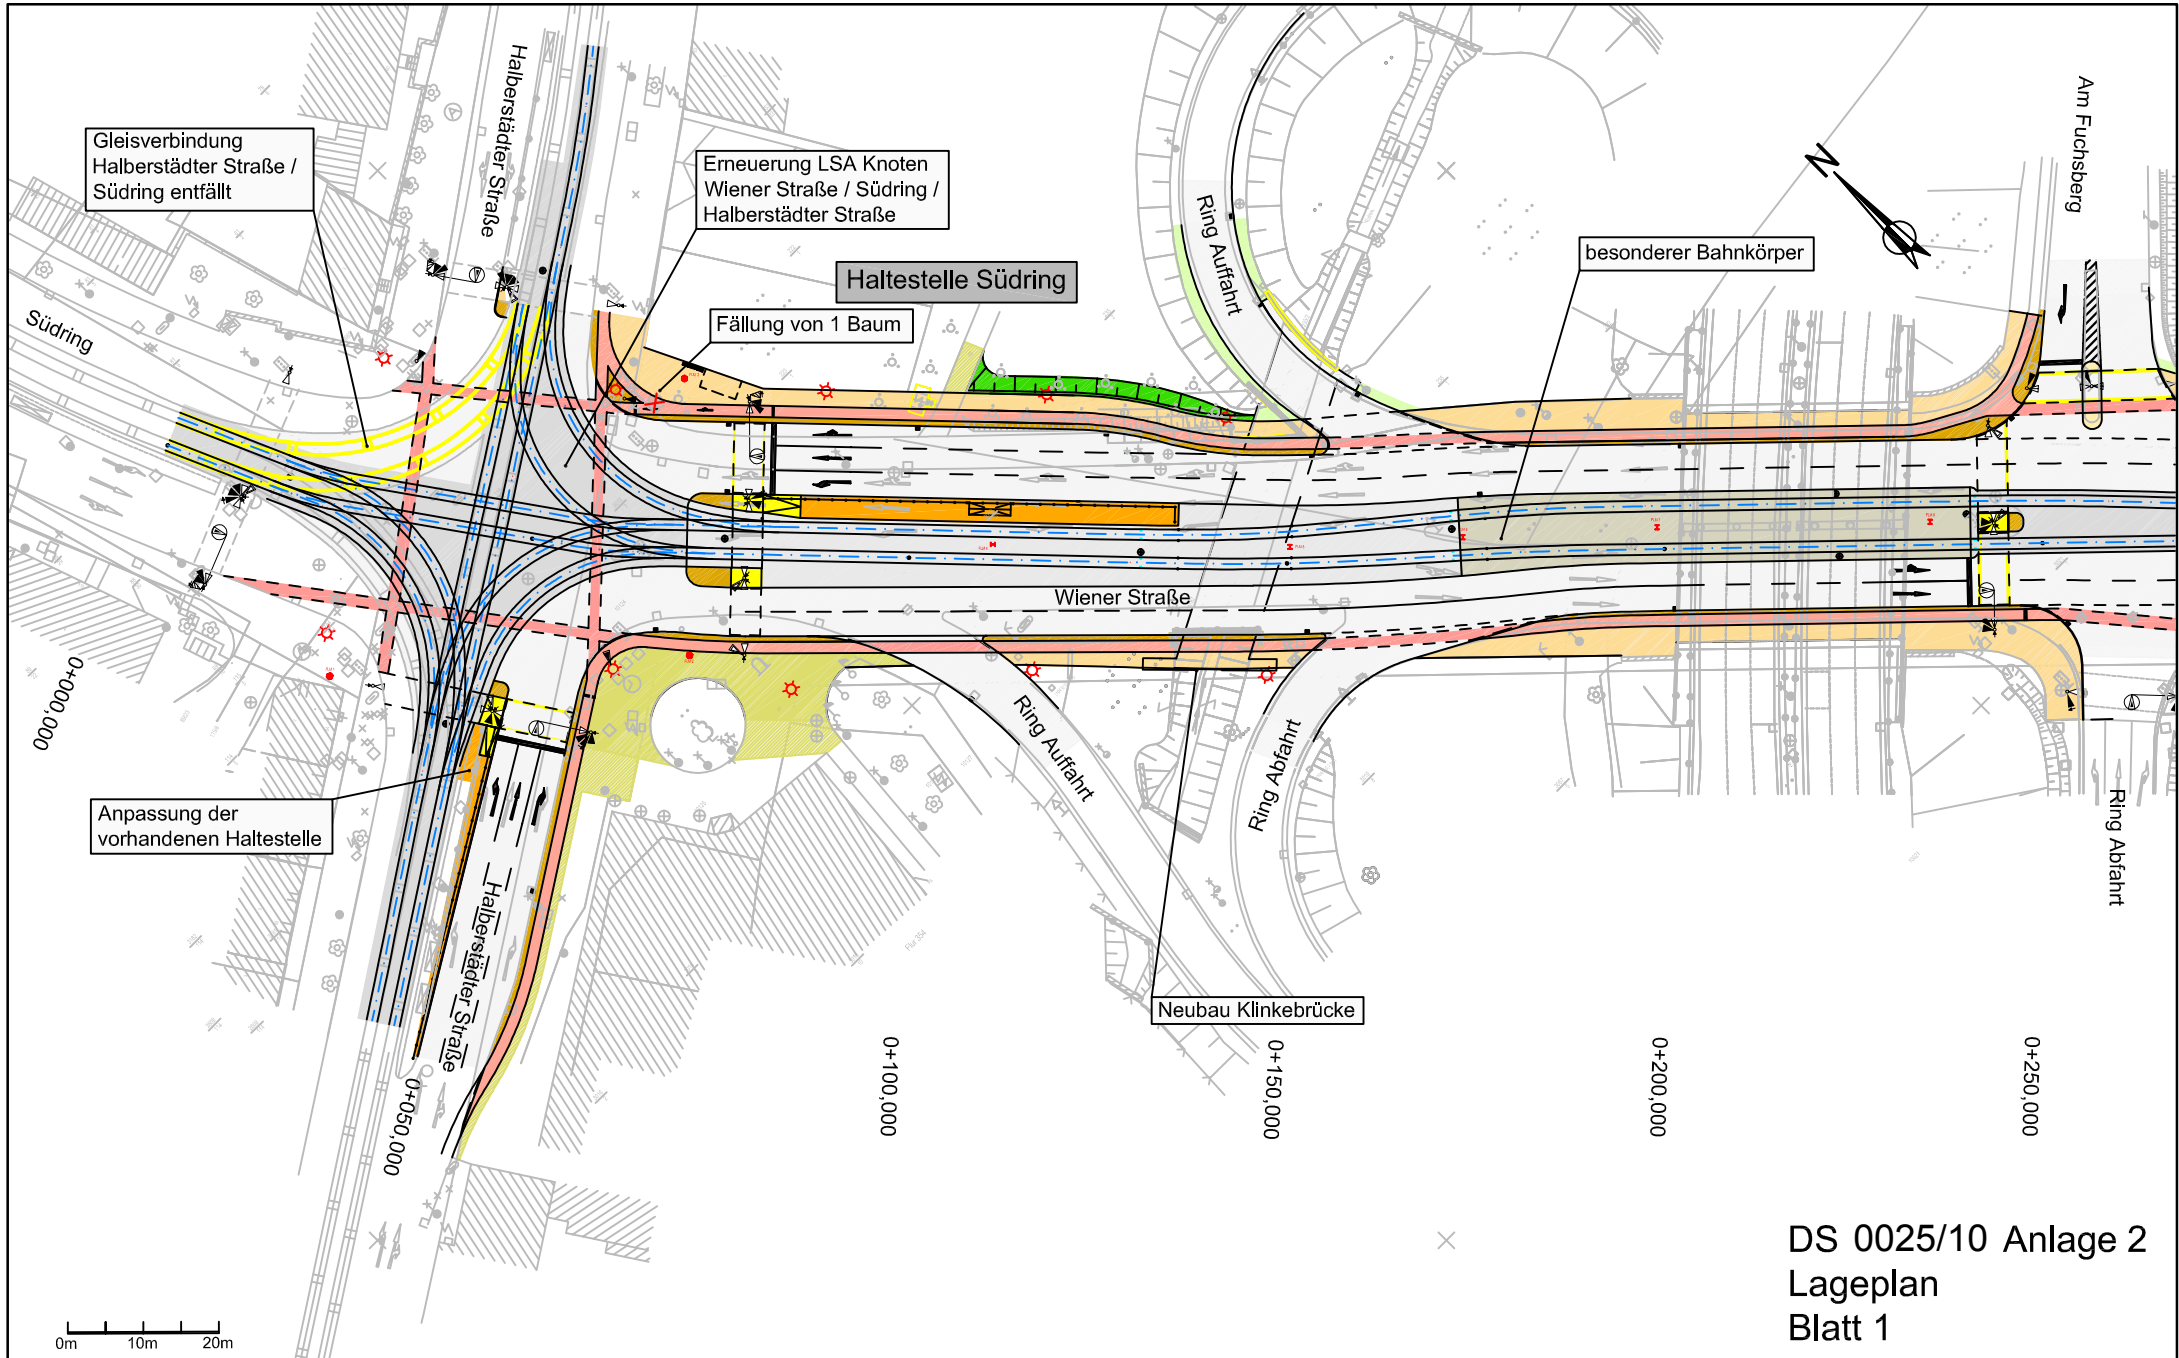 Halberstädter Straße
Gleisverbindung
Halberstädter Straße /
Südring entfällt
Erneuerung LSA Knoten
Wiener Straße / Südring /
Halberstädter Straße
Am Fuchsberg
N
Ring Auffahrt
besonderer Bahnkörper
Haltestelle Südring
Fällung von 1 Baum
Südring
Wiener Straße
0+000,000
Ring Auffahrt
Ring Abfahrt
Ring Abfahrt
Anpassung der
vorhandenen Haltestelle
Halberstädter Straße
Neubau Klinkebrücke
0+050,000
0+100,000
0+150,000
0+200,000
0+250,000
DS 0025/10 Anlage 2
Lageplan
Blatt 1
0m 10m 20m